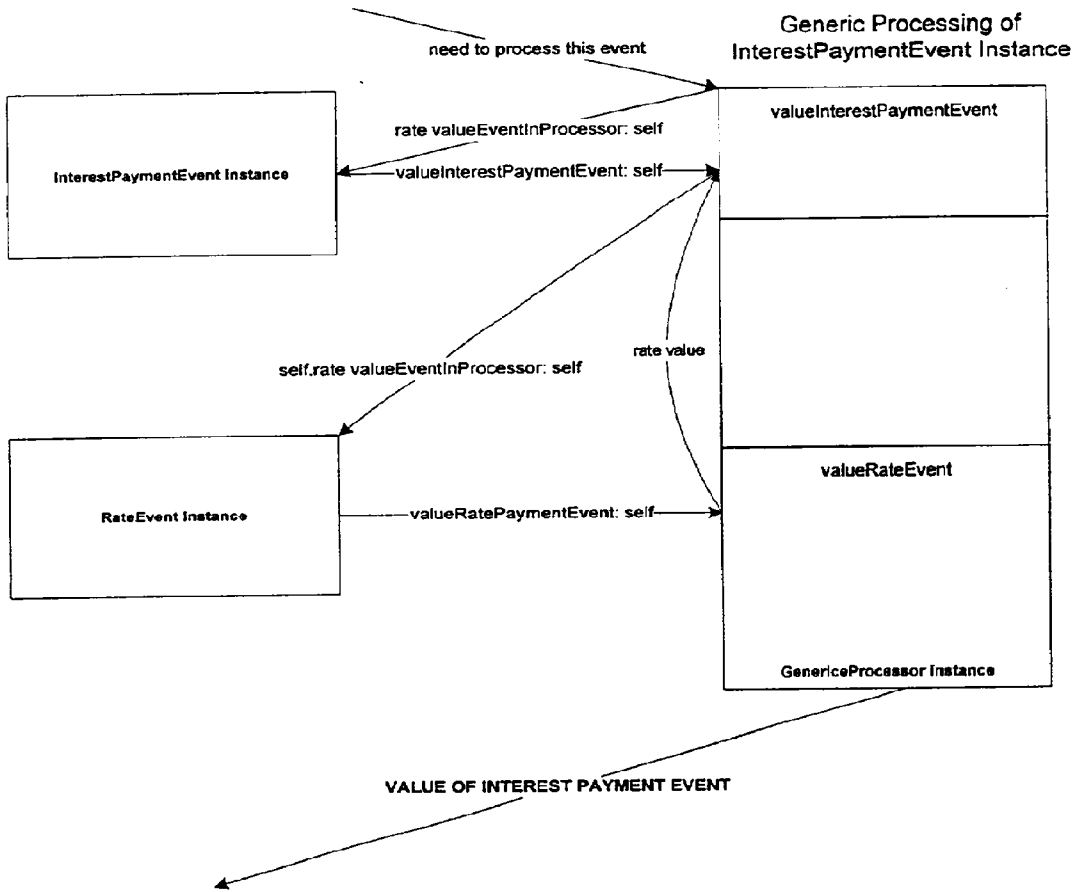 Generic Processing of
InterestPaymentEvent Instance
need to process this event
valueInterestPaymentEvent
rate valueEventInProcessor: self
InterestPaymentEvent Instance
valueInterestPaymentEvent: self
rate value
self.rate valueEventInProcessor: self
valueRateEvent
RateEvent Instance
valueRatePaymentEvent: self
GenericeProcessor Instance
VALUE OF INTEREST PAYMENT EVENT